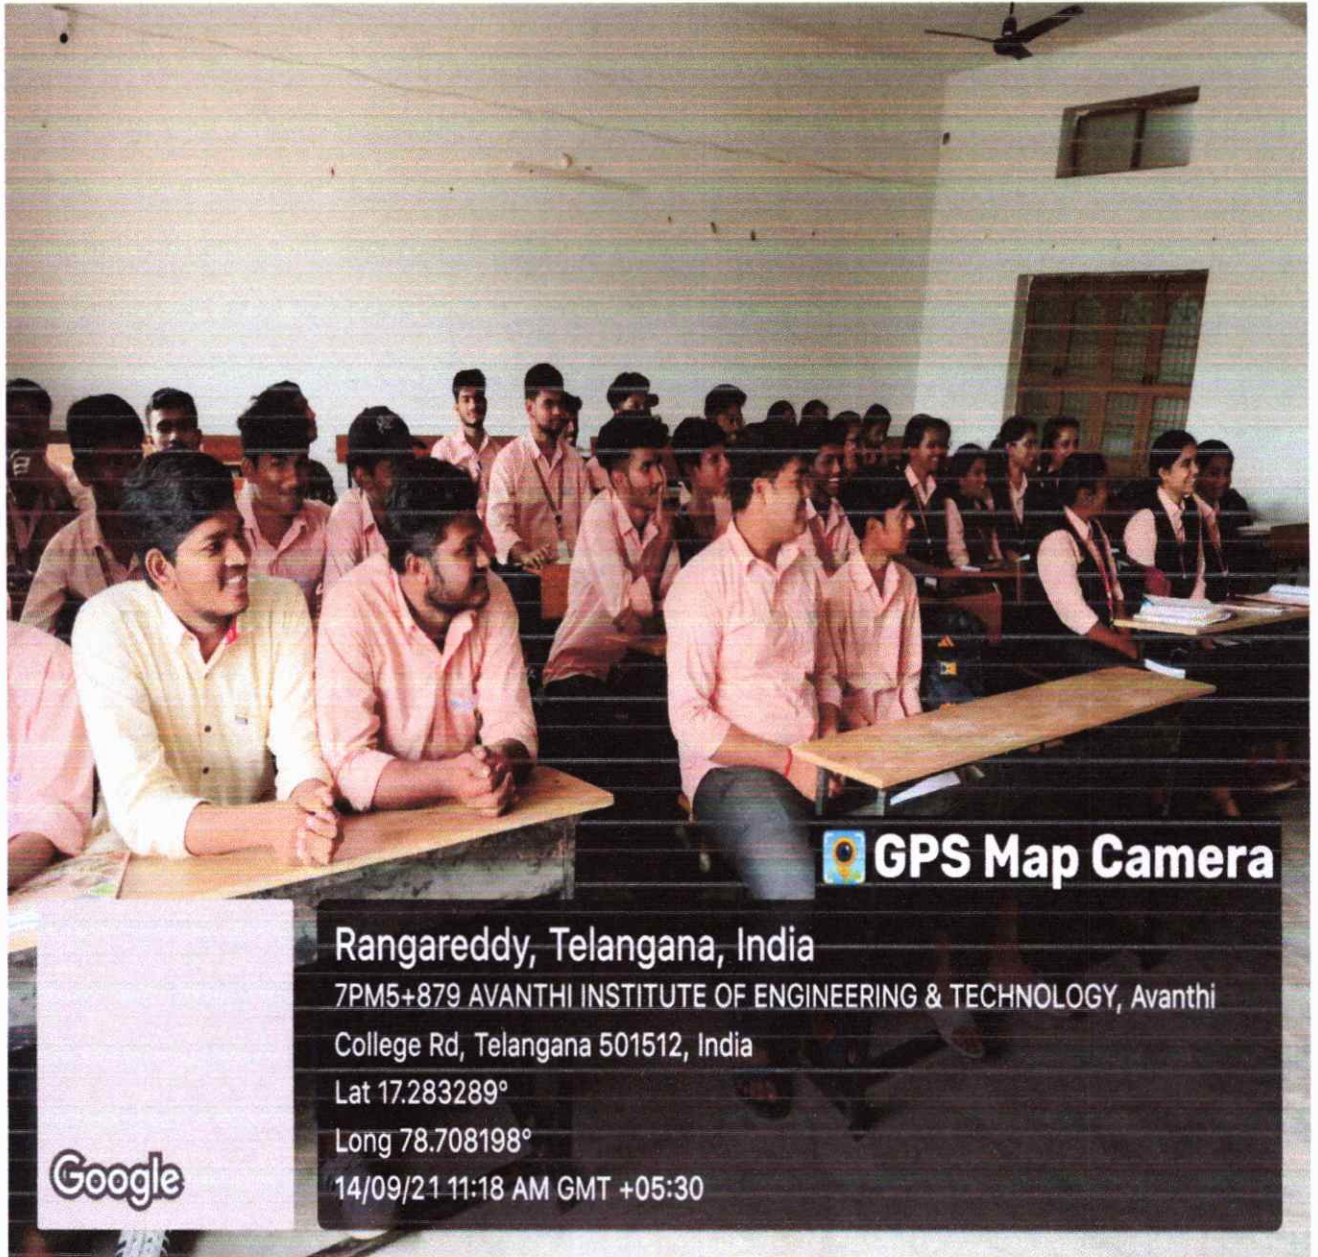 GPS Map Camera
Rangareddy, Telangana, India
7PM5+879 AVANTHI INSTITUTE OF ENGINEERING & TECHNOLOGY, Avanthi
College Rd, Telangana 501512, India
Lat 17.283289°
Long 78.708198°
14/09/21 11:18 AM GMT +05:30
Google